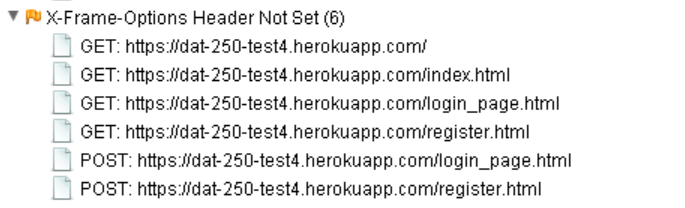 X-Frame-Options Header Not Set (6)
GET: https://dat-250-test4.herokuapp.com/
GET: https://dat-250-test4.herokuapp.com/index.html
GET: https://dat-250-test4.herokuapp.com/login_page.html
GET: https://dat-250-test4.herokuapp.com/register.html
POST: https://dat-250-test4.herokuapp.com/login_page.html
POST: https://dat-250-test4.herokuapp.com/register.html